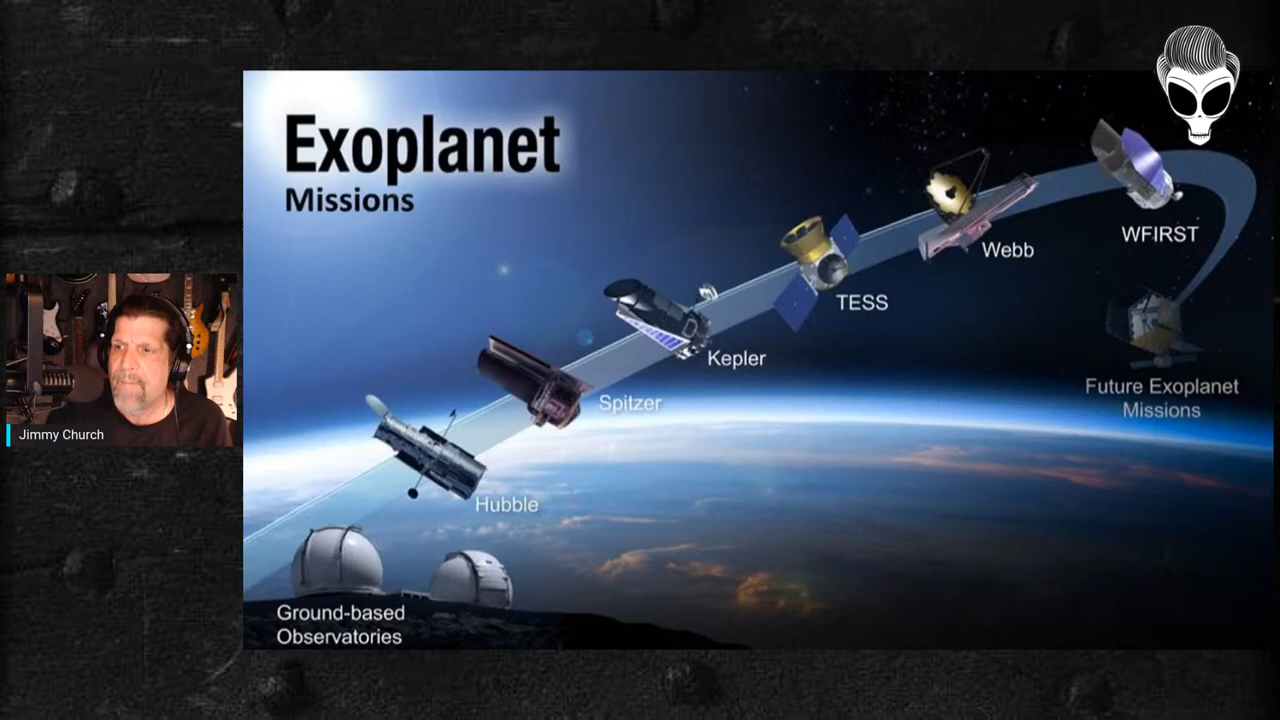 Exoplanet
Missions
WFIRST
Webb
TESS
Kepler
Future Exoplanet
Missions
Spitzer
Jimmy Church
Hubble
Ground-based
Observatories